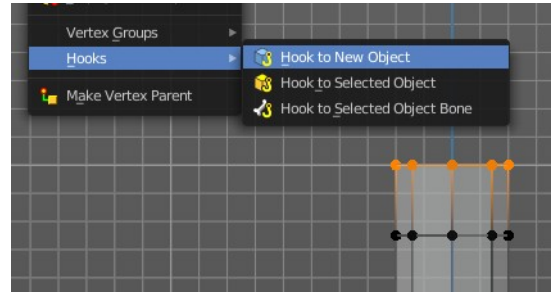 Vertex Groups
Hooks
Make Vertex Parent
Hook to New Object
Hook to Selected Object
Hook to Selected Object Bone